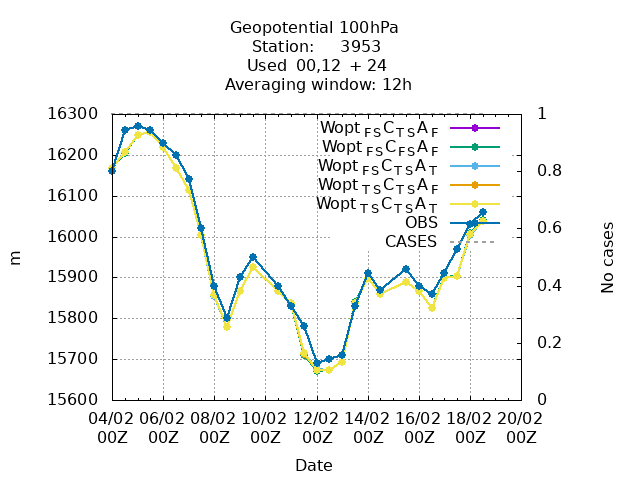 Geopotential 100hPa
Station: 3953
Used 00,12 + 24
Averaging window: 12h
16300
16200
16100
16000
15900
15800
15700
15600
m
1
0.8
0.6
0.4
0.2
0
No cases
Wopt FS C TS A F
Wopt FS C FS A F
Wopt FS C TS A T
Wopt TS C TS A F
Wopt TS C TS A T
OBS
CASES
04/02 06/02 08/02 10/02 12/02 14/02 16/02 18/02 20/02
00Z 00Z 00Z 00Z 00Z 00Z 00Z 00Z 00Z
Date